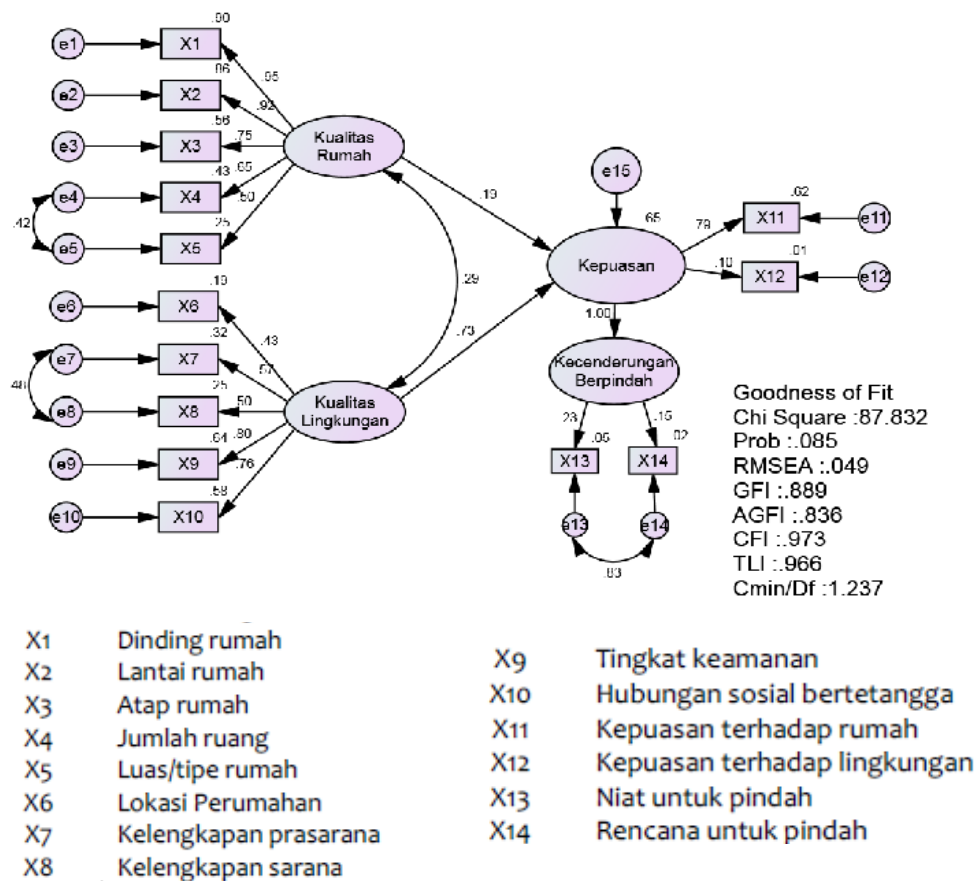 .90
e1
X1
.95
.86
e2
X2
.92
.56
e3
X3
.75
Kualitas
Rumah
.43
.65
e4
X4
.42
.50
.25
e5
X5
.19
e15
.62
.65
.79
X11
e11
Kepuasan
.10
.01
X12
e12
.19
e6
X6
.29
.43
.73
1.00
.32
e7
X7
.57
Kecenderungan
Berpindah
.48
.25
e8
X8
.50
Kualitas
Lingkungan
.23
.15
.05
.02
X13
X14
.64
.80
e9
X9
.76
.58
e10
X10
e13
e14
.83
Goodness of Fit
Chi Square :87.832
Prob :.085
RMSEA :.049
GFI :.889
AGFI :.836
CFI :.973
TLI :.966
Cmin/Df :1.237
X1 Dinding rumah
X2 Lantai rumah
X3 Atap rumah
X4 Jumlah ruang
X5 Luas/tipe rumah
X6 Lokasi Perumahan
X7 Kelengkapan prasarana
X8 Kelengkapan sarana
X9 Tingkat keamanan
X10 Hubungan sosial bertetangga
X11 Kepuasan terhadap rumah
X12 Kepuasan terhadap lingkungan
X13 Niat untuk pindah
X14 Rencana untuk pindah